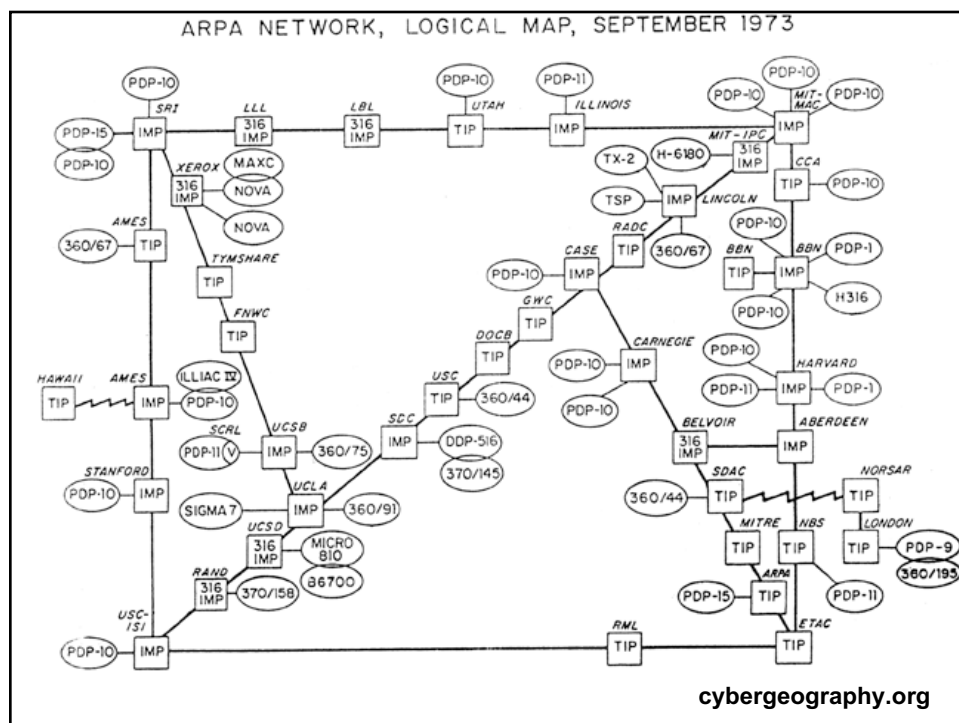 ARPA NETWORK, LOGICAL MAP, SEPTEMBER 1973
PDP-10
SRI
PDP-15
IMP
PDP-10
LLL
316
IMP
LBL
316
IMP
PDP-10
UTAH
TIP
PDP-11
ILLINOIS
IMP
PDP-10
MIT-
MAC
PDP-10
PDP-10
IMP
MIT-IPC
H-6180
316
IMP
CCA
TIP
PDP-10
XEROX
316
IMP
MAXC
NOVA
NOVA
TX-2
TSP
LINCOLN
IMP
360/67
AMES
360/67
TIP
TYMSHARE
TIP
FNWC
TIP
RADC
TIP
CASE
PDP-10
IMP
GWC
TIP
DOCB
TIP
USC
TIP
360/44
SDC
IMP
DDP-516
370/145
BBN
TIP
PDP-10
BBN
IMP
PDP-1
H316
PDP-10
CARNEGIE
PDP-10
IMP
PDP-10
PDP-10
HARVARD
PDP-11
IMP
PDP-1
HAWAII
TIP
AMES
IMP
ILLIAC IV
PDP-10
SCRL
PDP-11 V
UCSB
IMP
360/75
BELVOIR
316
IMP
ABERDEEN
IMP
STANFORD
PDP-10
IMP
UCLA
SIGMA 7
IMP
360/91
SDAC
360/44
TIP
NORSAR
TIP
UCSD
316
IMP
MICRO
810
B6700
MITRE
TIP
NBS
TIP
PDP-11
LONDON
TIP
PDP-9
360/195
RAND
316
IMP
370/158
ARPA
PDP-15
TIP
USC-
ISI
PDP-10
IMP
RML
TIP
ETAC
TIP
cybergeography.org